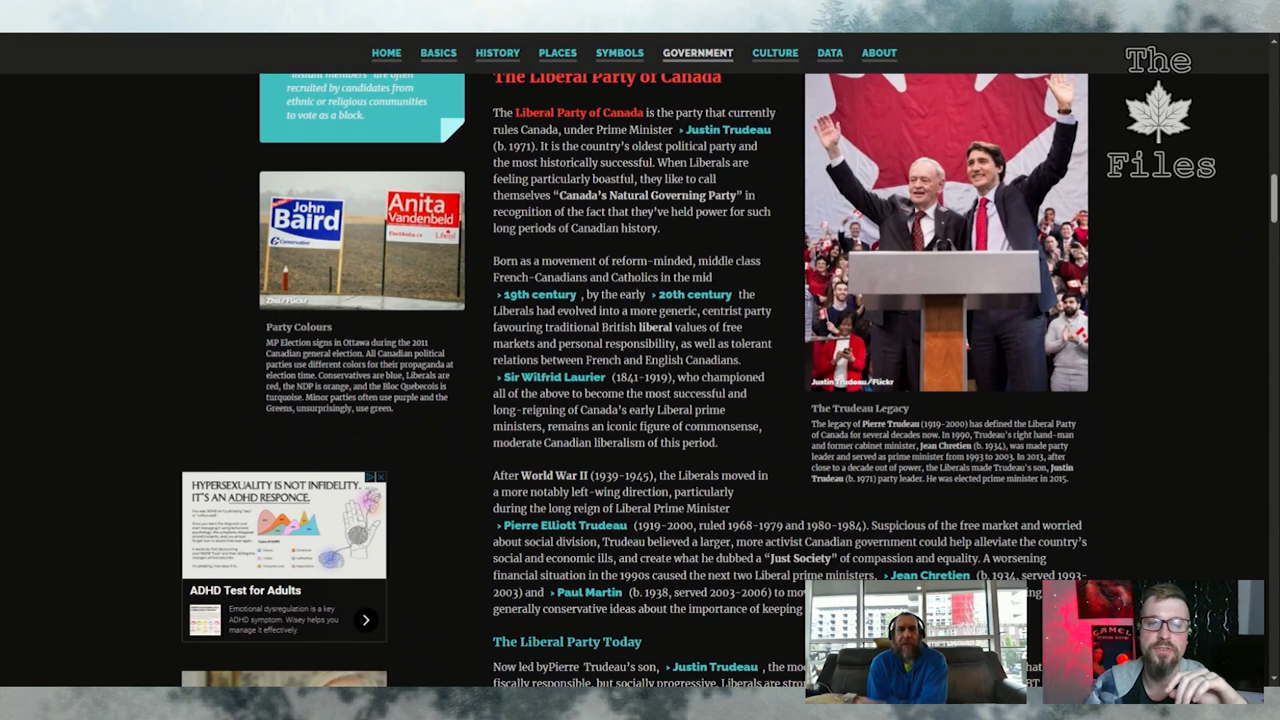 HOME BASICS HISTORY PLACES SYMBOLS GOVERNMENT CULTURE DATA ABOUT
The
Files
"instant members" are often
recruited by candidates from
ethnic or religious communities
to vote as a block.
John
Baird
Conservative
Anita
Vandenbeld
Liberal
Zhu/Flickr
Party Colours
MP Election signs in Ottawa during the 2011
Canadian general election. All Canadian political
parties use different colors for their propaganda at
election time. Conservatives are blue, Liberals are
red, the NDP is orange, and the Bloc Quebecois is
turquoise. Minor parties often use purple and the
Greens, unsurprisingly, use green.
HYPERSEXUALITY IS NOT INFIDELITY.
IT'S AN ADHD RESPONCE.
ADHD Test for Adults
Emotional dysregulation is a key
ADHD symptom. Wisey helps you
manage it effectively.
The Liberal Party of Canada
The Liberal Party of Canada is the party that currently
rules Canada, under Prime Minister › Justin Trudeau
(b. 1971). It is the country's oldest political party and
the most historically successful. When Liberals are
feeling particularly boastful, they like to call
themselves “Canada's Natural Governing Party” in
recognition of the fact that they've held power for such
long periods of Canadian history.
Born as a movement of reform-minded, middle class
French-Canadians and Catholics in the mid
› 19th century , by the early › 20th century the
Liberals had evolved into a more generic, centrist party
favouring traditional British liberal values of free
markets and personal responsibility, as well as tolerant
relations between French and English Canadians.
› Sir Wilfrid Laurier (1841-1919), who championed
all of the above to become the most successful and
long-reigning of Canada's early Liberal prime
ministers, remains an iconic figure of commonsense,
moderate Canadian liberalism of this period.
After World War II (1939-1945), the Liberals moved in
a more notably left-wing direction, particularly
during the long reign of Liberal Prime Minister
› Pierre Elliott Trudeau (1919-2000, ruled 1968-1979 and 1980-1984). Suspicious of the free market and worried
about social division, Trudeau believed a larger, more activist Canadian government could help alleviate the country's
social and economic ills, and create what he called a “Just Society” of compassion and equality. A worsening
financial situation in the 1990s caused the next two Liberal prime ministers, › Jean Chretien (b. 1934, served 1993-
2003) and › Paul Martin (b. 1938, served 2003-2006) to
generally conservative ideas about the importance of keeping
The Liberal Party Today
Now led byPierre Trudeau's son, › Justin Trudeau , the
fiscally responsible, but socially progressive. Liberals are
Justin Trudeau/Flickr
The Trudeau Legacy
The legacy of Pierre Trudeau (1919-2000) has defined the Liberal Party
of Canada for several decades now. In 1990, Trudeau's right hand-man
and former cabinet minister, Jean Chretien (b. 1934), was made party
leader and served as prime minister from 1993 to 2003. In 2013, after
close to a decade out of power, the Liberals made Trudeau's son, Justin
Trudeau (b. 1971) party leader. He was elected prime minister in 2015.
CAMEL